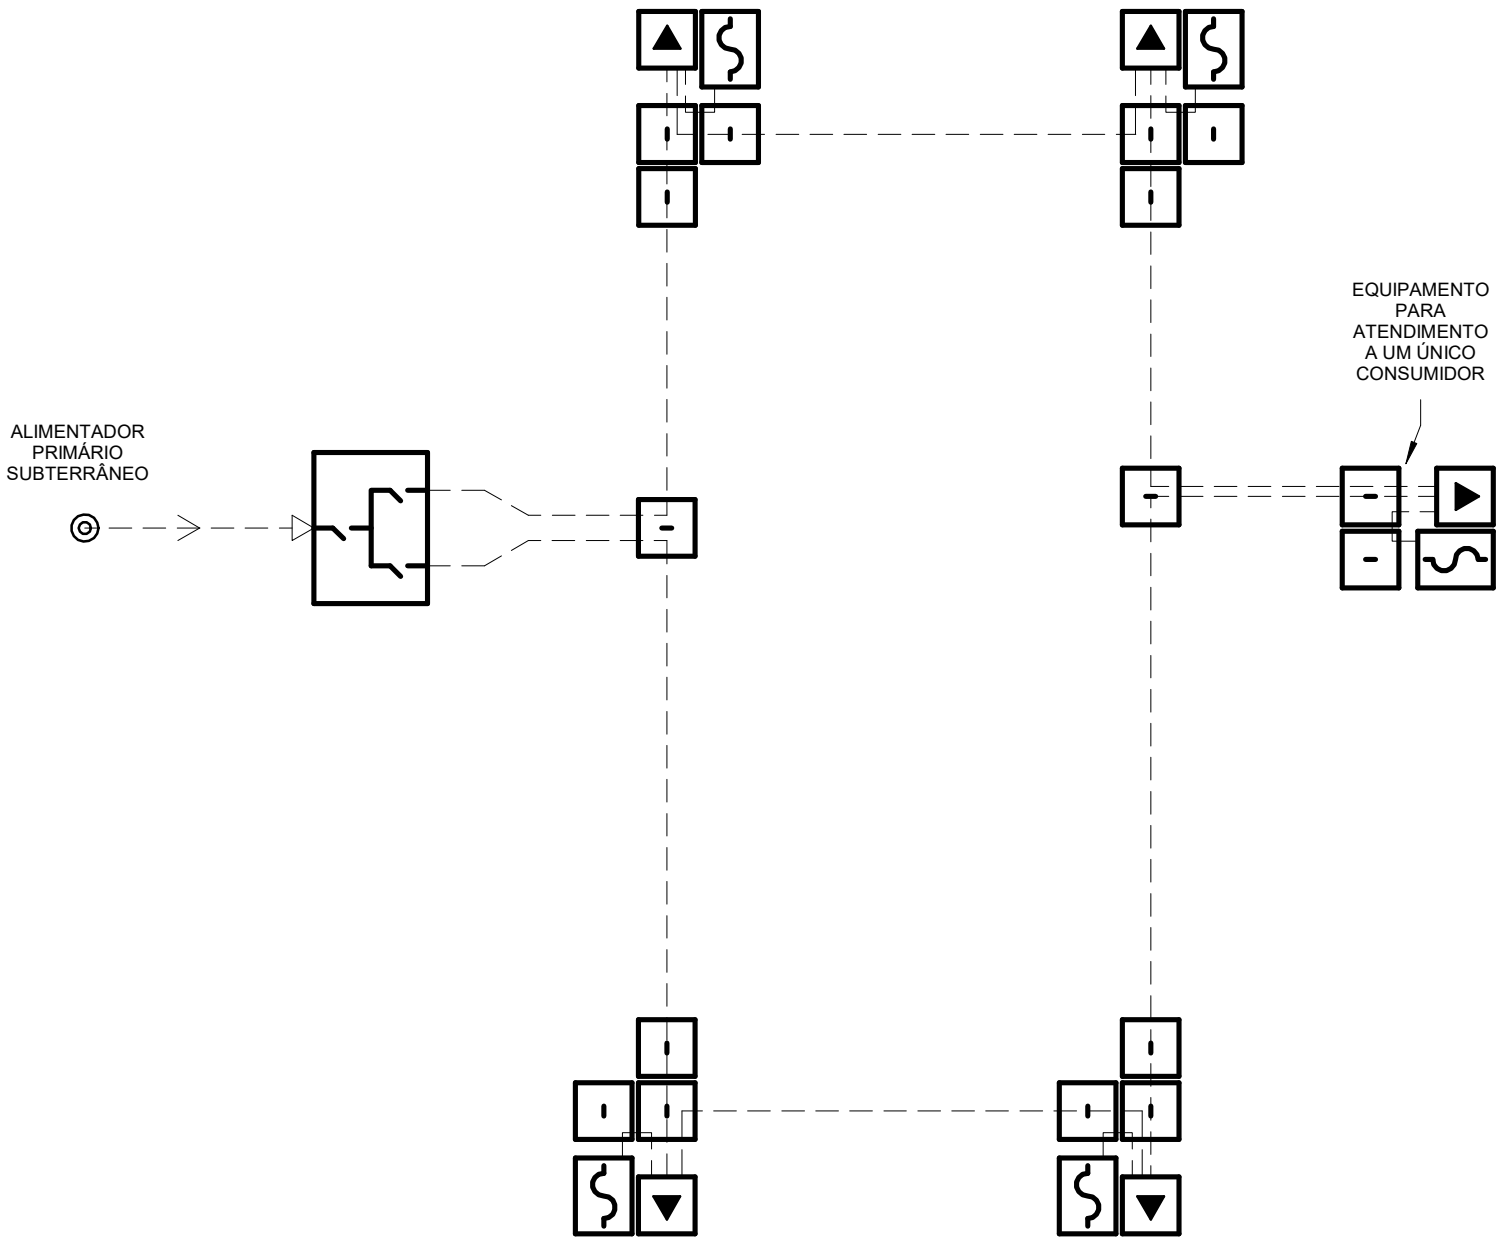 EQUIPAMENTO
PARA
ATENDIMENTO
A UM ÚNICO
CONSUMIDOR
ALIMENTADOR
PRIMÁRIO
SUBTERRÂNEO